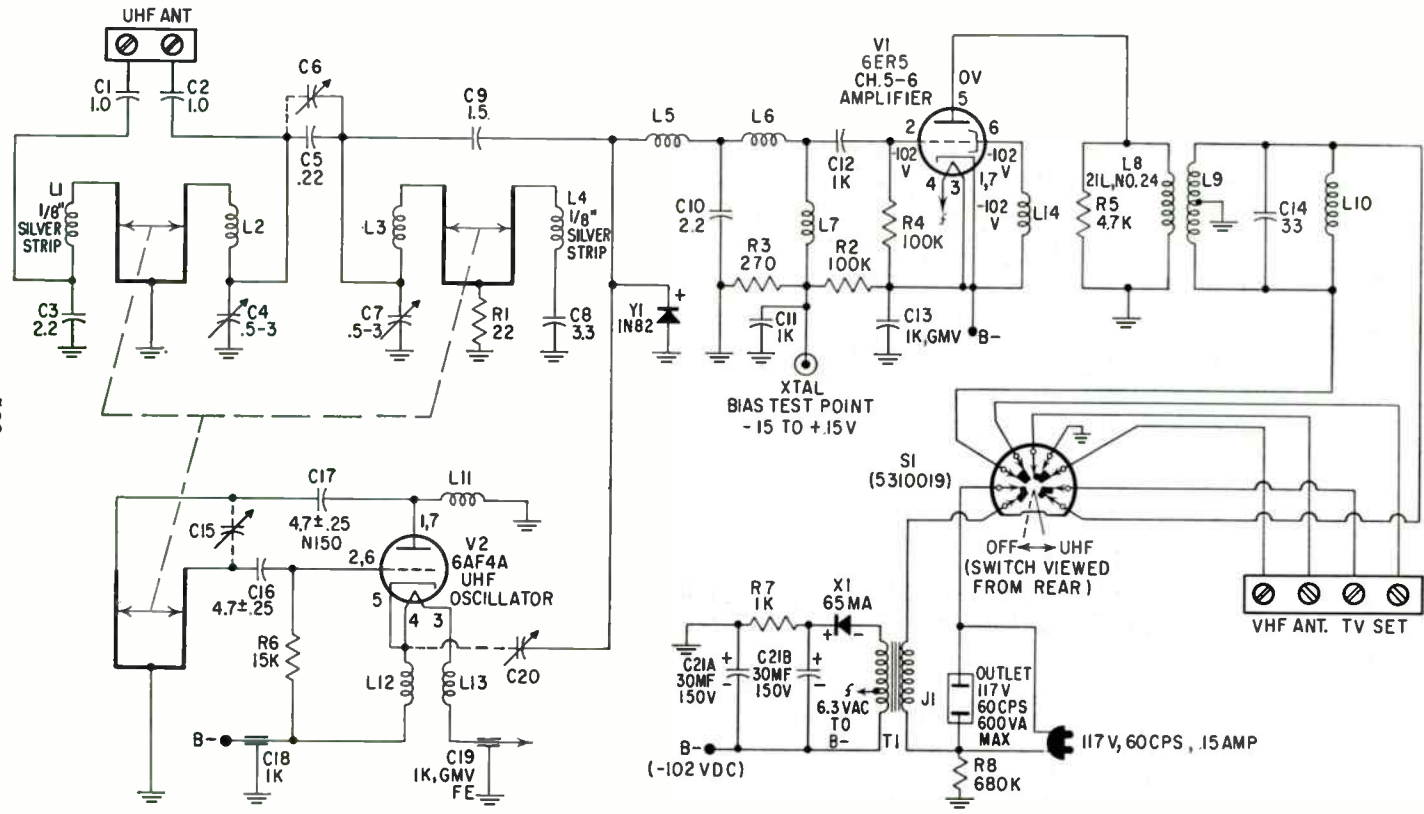 UHF ANT
C1
1.0
C2
1.0
C6
C5
.22
C9
1.5
L1
1/8"
SILVER
STRIP
L2
C3
2.2
C4
.5-3
L3
C7
.5-3
R1
22
L4
1/8"
SILVER
STRIP
C8
3.3
Y1
1N82
+
L5
L6
C10
2.2
R3
270
L7
C12
1K
R2
100K
R4
100K
C11
1K
C13
1K,GMV
XTAL
BIAS TEST POINT
-.15 TO +.15V
V1
6ER5
CH.5-6
AMPLIFIER
0V
5
2
-102
V
6
-102
V
4
3
1,7
-102
V
L14
B-
R5
4.7K
L8
21L,NO.24
L9
C14
33
L10
S1
(5310019)
OFF UHF
(SWITCH VIEWED
FROM REAR)
VHF ANT. TV SET
C15
C17
4.7±.25
N150
L11
C16
4.7±.25
R6
15K
1,7
2,6
5
4
3
V2
6AF4A
UHF
OSCILLATOR
L12
L13
C20
B-
C18
1K
C19
1K,GMV
FE
R7
1K
X1
65MA
+ -
C21A
30MF
150V
+
-
C21B
30MF
150V
+
-
6.3VAC
TO
B-
T1
J1
B-
(-102VDC)
OUTLET
117V
60CPS
600VA
MAX
117V,60CPS,.15AMP
R8
680K